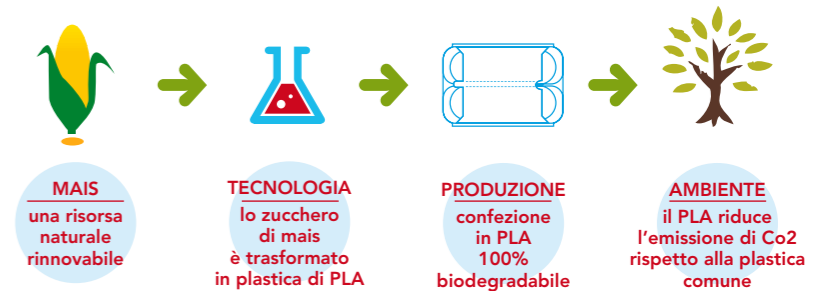 MAIS
una risorsa
naturale
rinnovabile
TECNOLOGIA
lo zucchero
di mais
è trasformato
in plastica di PLA
PRODUZIONE
confezione
in PLA
100%
biodegradabile
AMBIENTE
il PLA riduce
l'emissione di Co2
rispetto alla plastica
comune